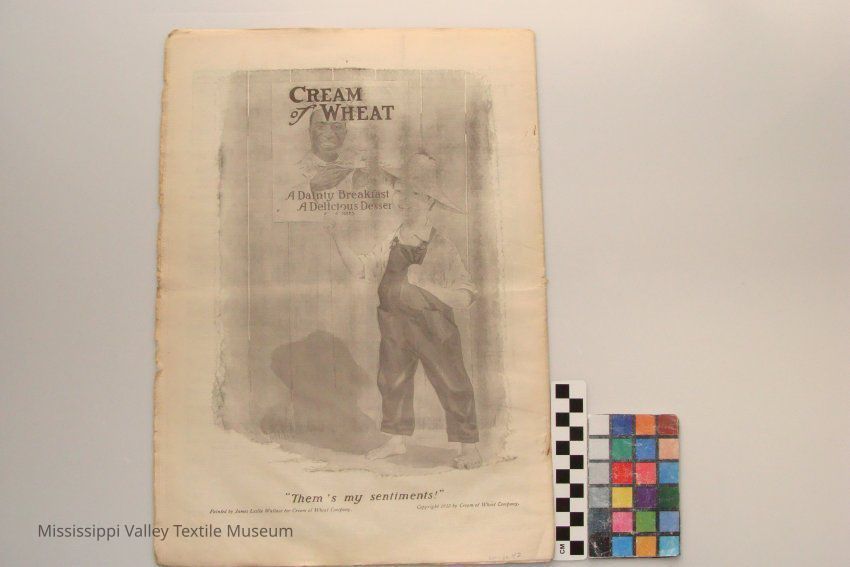 CREAM
of WHEAT
A Dainty Breakfast
A Delicious Desser
"Them's my sentiments!"
Painted by James Leslie Wallace for Cream of Wheat Company.
Copyright by Cream of Wheat Company.
Mississippi Valley Textile Museum
CM